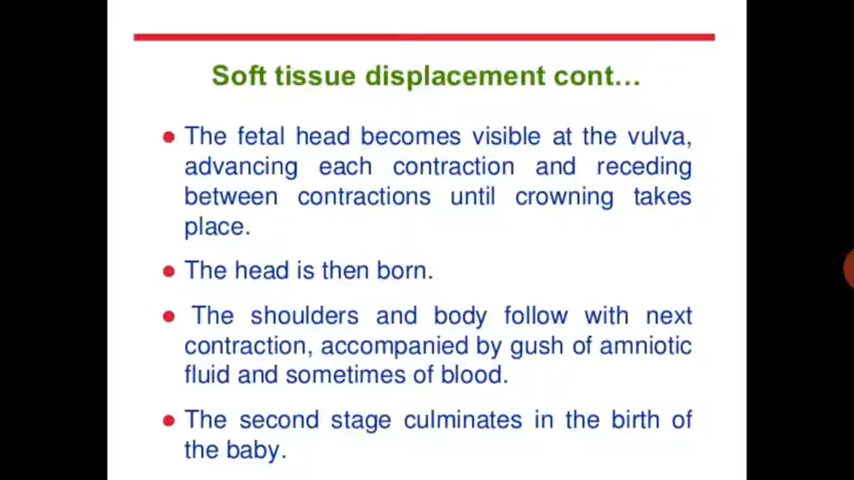 Soft tissue displacement cont…
● The fetal head becomes visible at the vulva,
advancing each contraction and receding
between contractions until crowning takes
place.
● The head is then born.
● The shoulders and body follow with next
contraction, accompanied by gush of amniotic
fluid and sometimes of blood.
● The second stage culminates in the birth of
the baby.